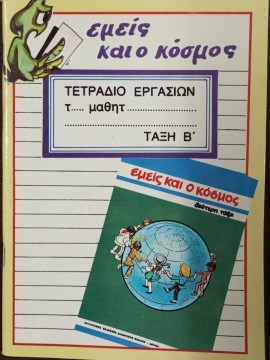 εμείς
και ο κόσμος
ΤΕΤΡΑΔΙΟ ΕΡΓΑΣΙΩΝ
τ..... μαθητ........................
..........................................
ΤΑΞΗ Β΄
εμείς και ο κόσμος
δεύτερη τάξη